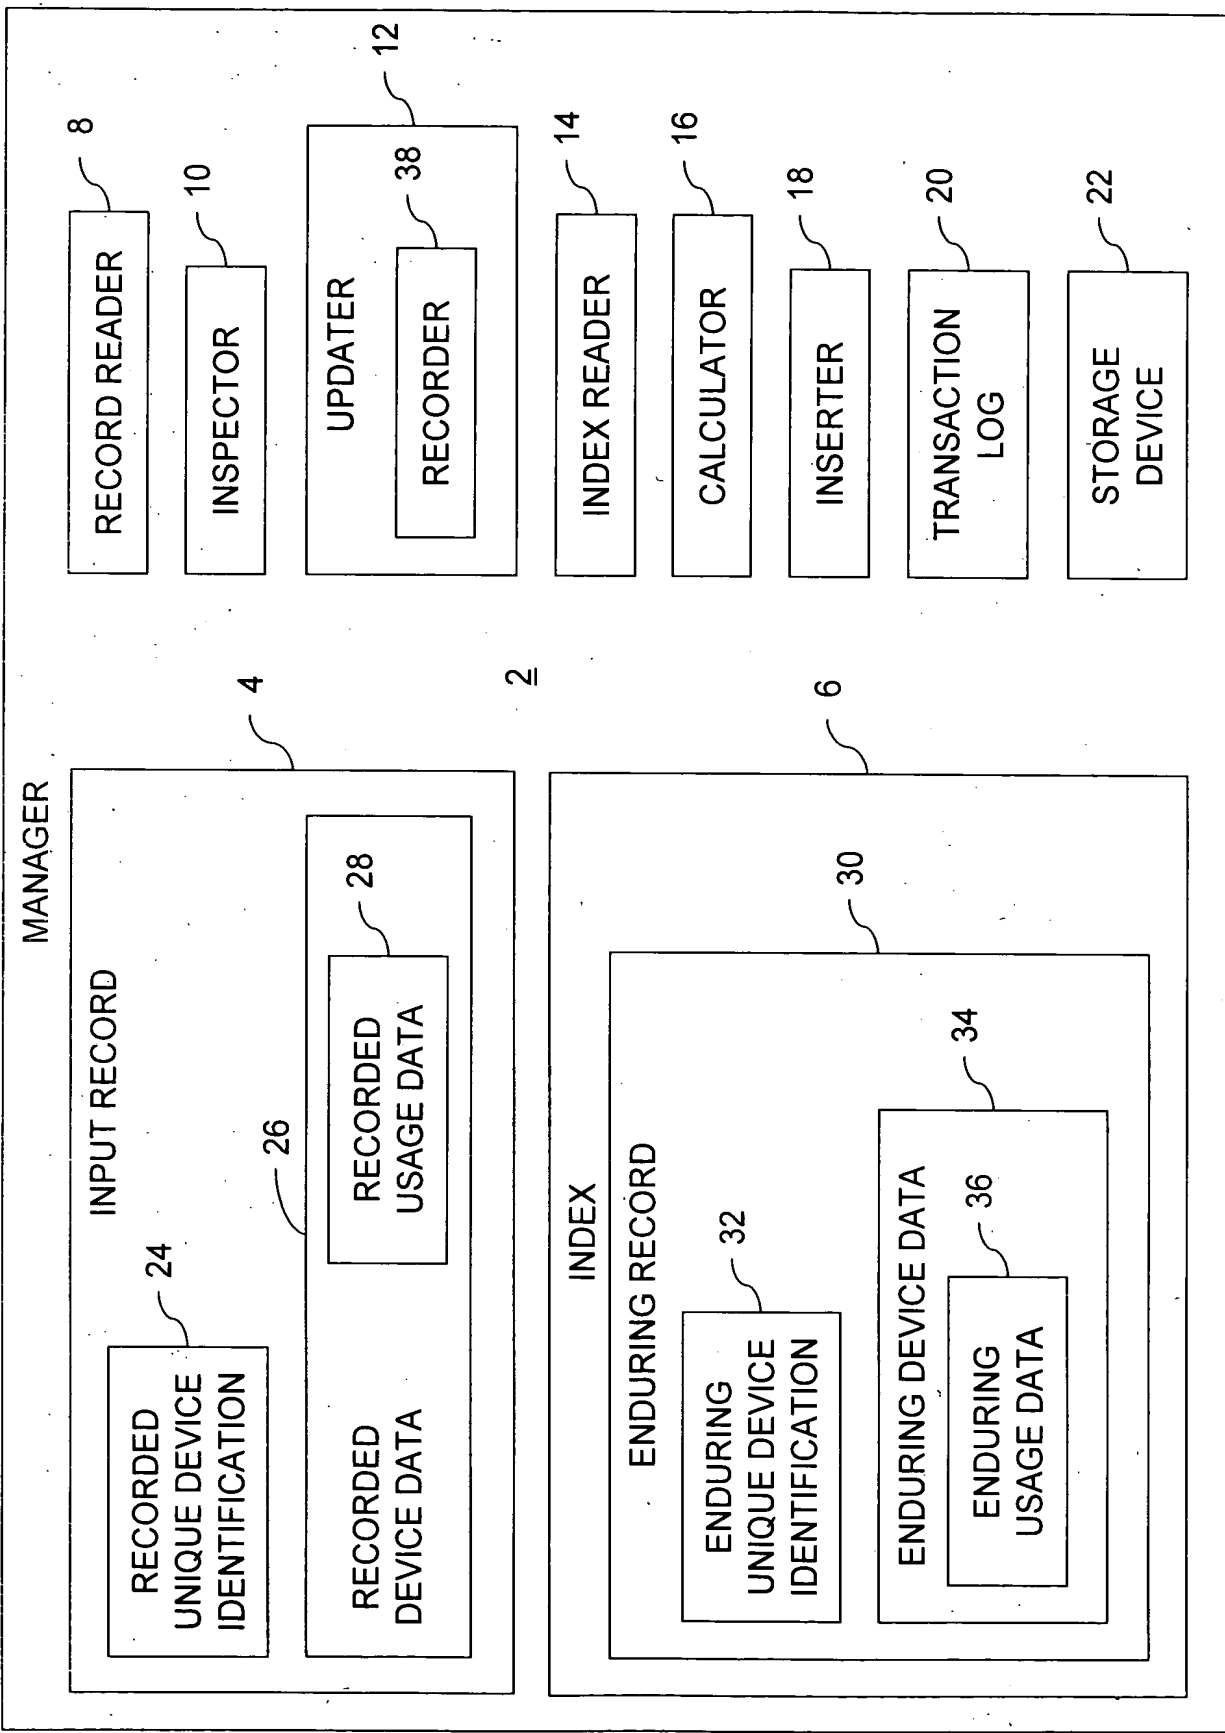 MANAGER
INPUT RECORD
4
RECORDED
UNIQUE DEVICE
IDENTIFICATION
24
26
RECORDED
DEVICE DATA
RECORDED
USAGE DATA
28
2
INDEX
6
ENDURING RECORD
30
ENDURING
UNIQUE DEVICE
IDENTIFICATION
32
ENDURING DEVICE DATA
34
ENDURING
USAGE DATA
36
RECORD READER
8
INSPECTOR
10
UPDATER
12
RECORDER
38
INDEX READER
14
CALCULATOR
16
INSERTER
18
TRANSACTION
LOG
20
STORAGE
DEVICE
22